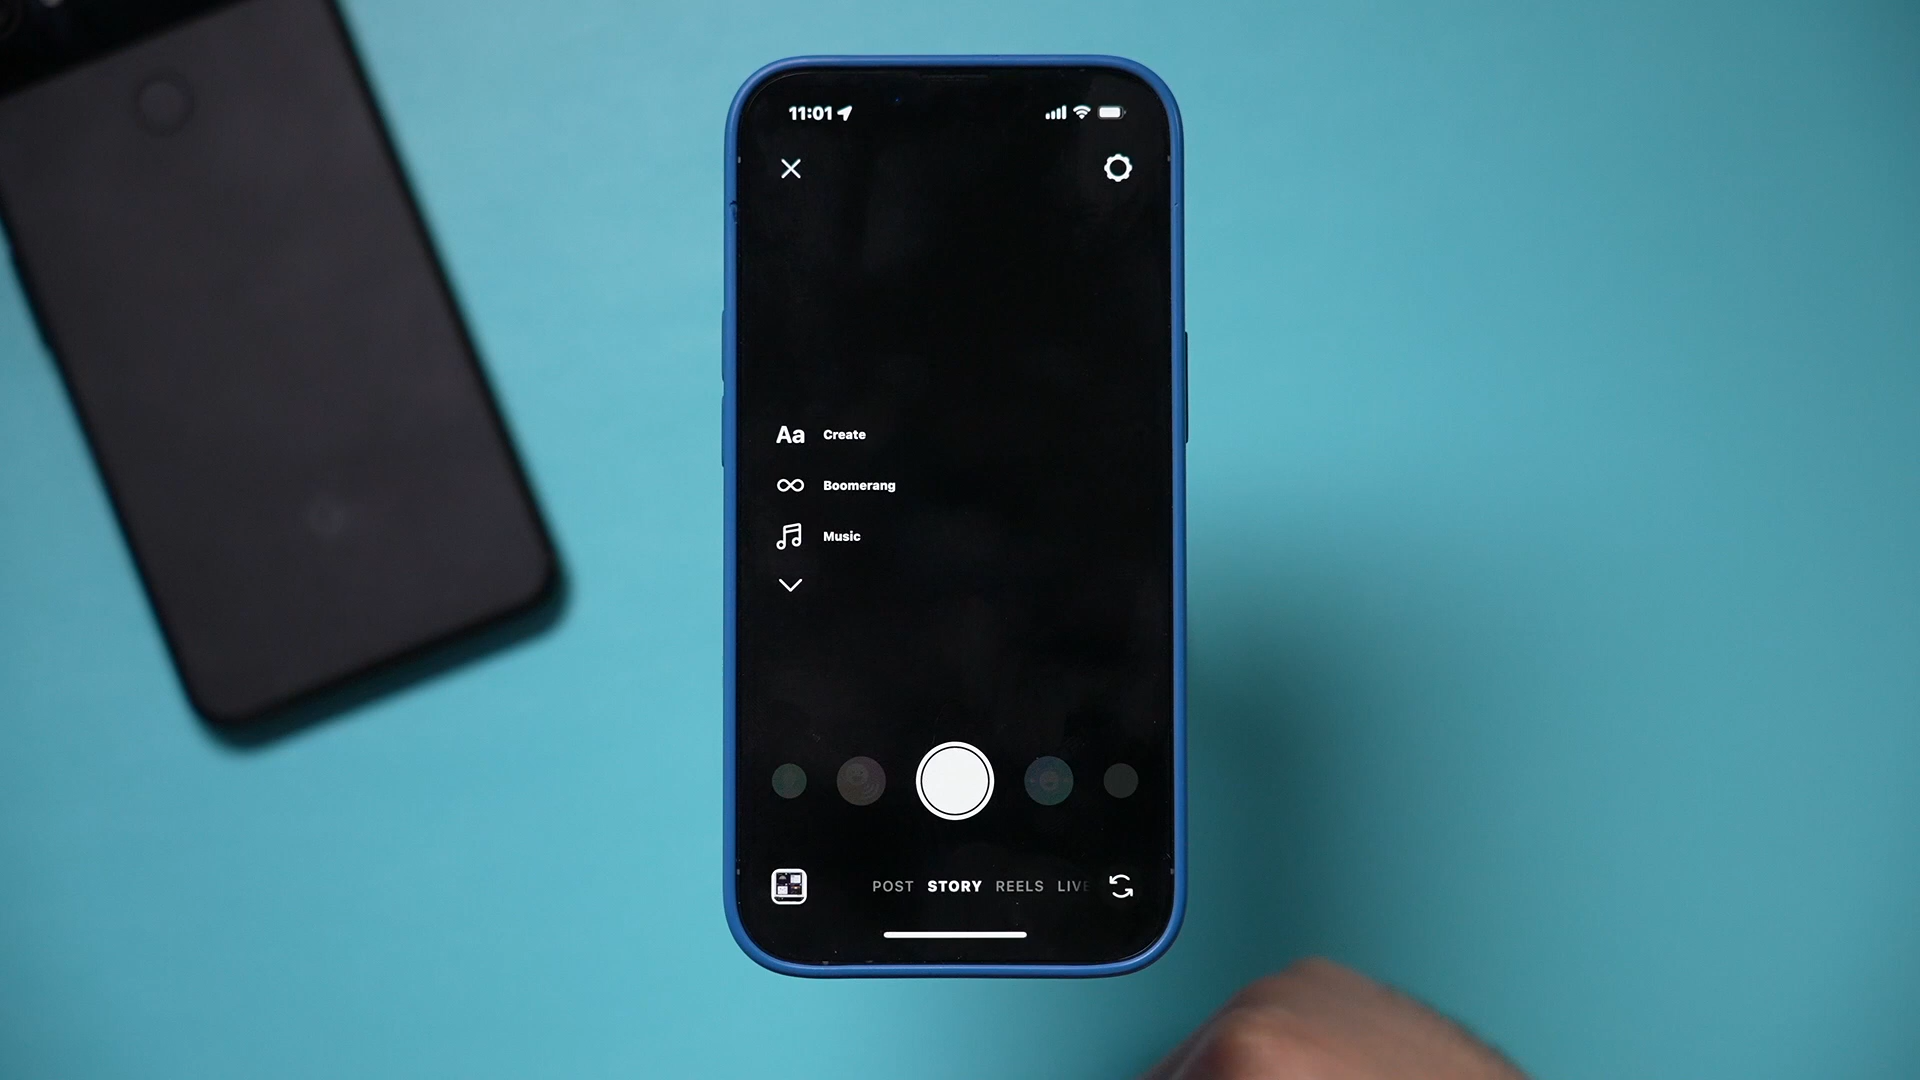 11:01
Aa Create
Boomerang
Music
POST STORY REELS LIVE